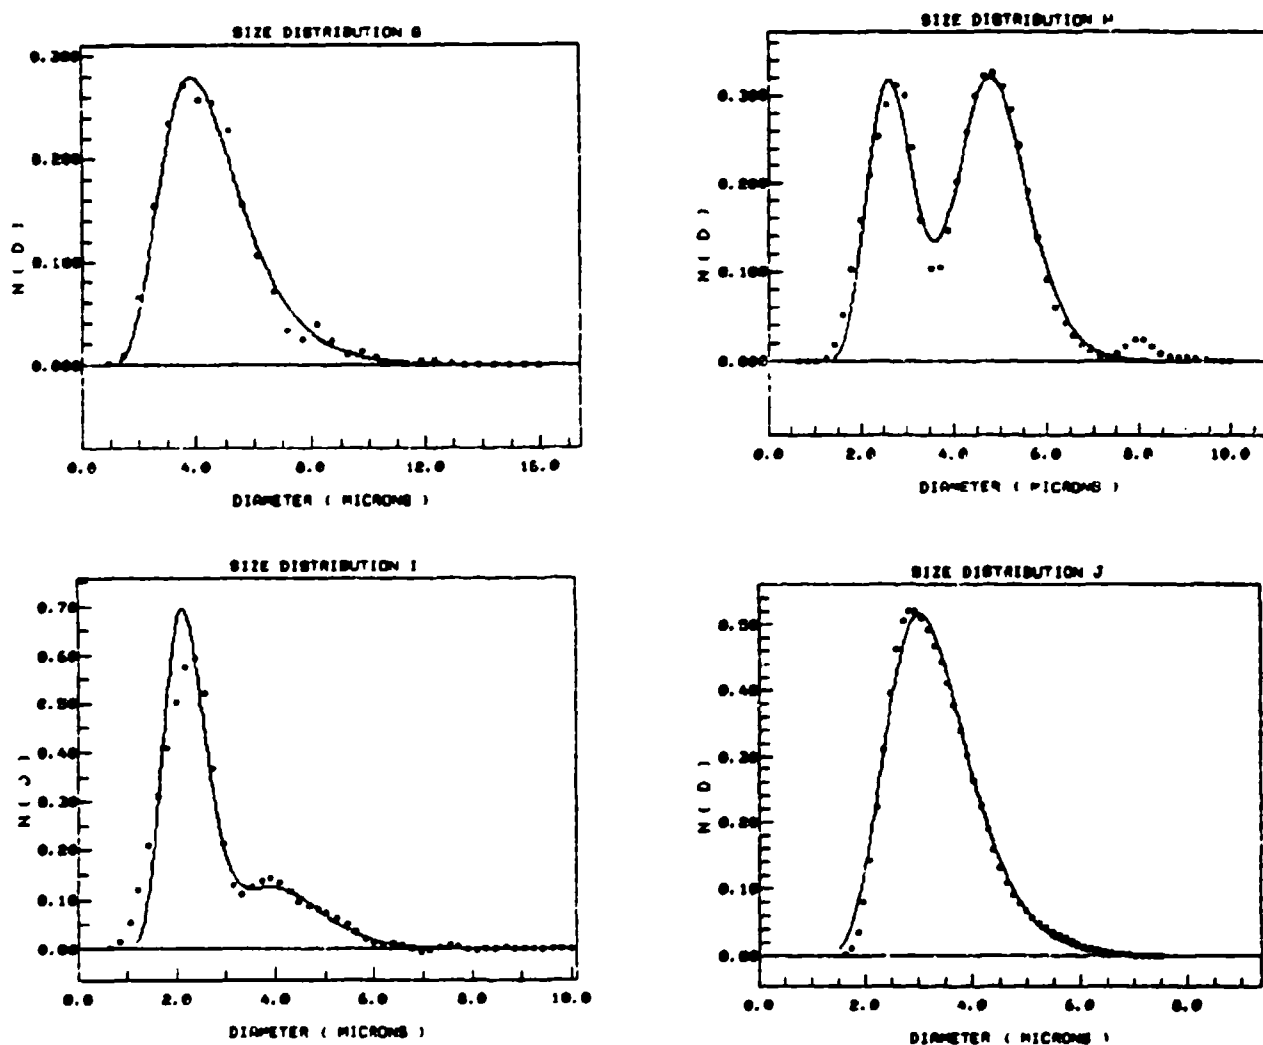 SIZE DISTRIBUTION G
0.300
0.200
0.100
0.000
N ( D )
0.0 4.0 8.0 12.0 16.0
DIAMETER ( MICRONS )
SIZE DISTRIBUTION H
0.300
0.200
0.100
0.000
N ( D )
0.0 2.0 4.0 6.0 8.0 10.0
DIAMETER ( MICRONS )
SIZE DISTRIBUTION I
0.70
0.60
0.50
0.40
0.30
0.20
0.10
0.00
N ( D )
0.0 2.0 4.0 6.0 8.0 10.0
DIAMETER ( MICRONS )
SIZE DISTRIBUTION J
0.50
0.40
0.30
0.20
0.10
0.00
N ( D )
0.0 2.0 4.0 6.0 8.0
DIAMETER ( MICRONS )